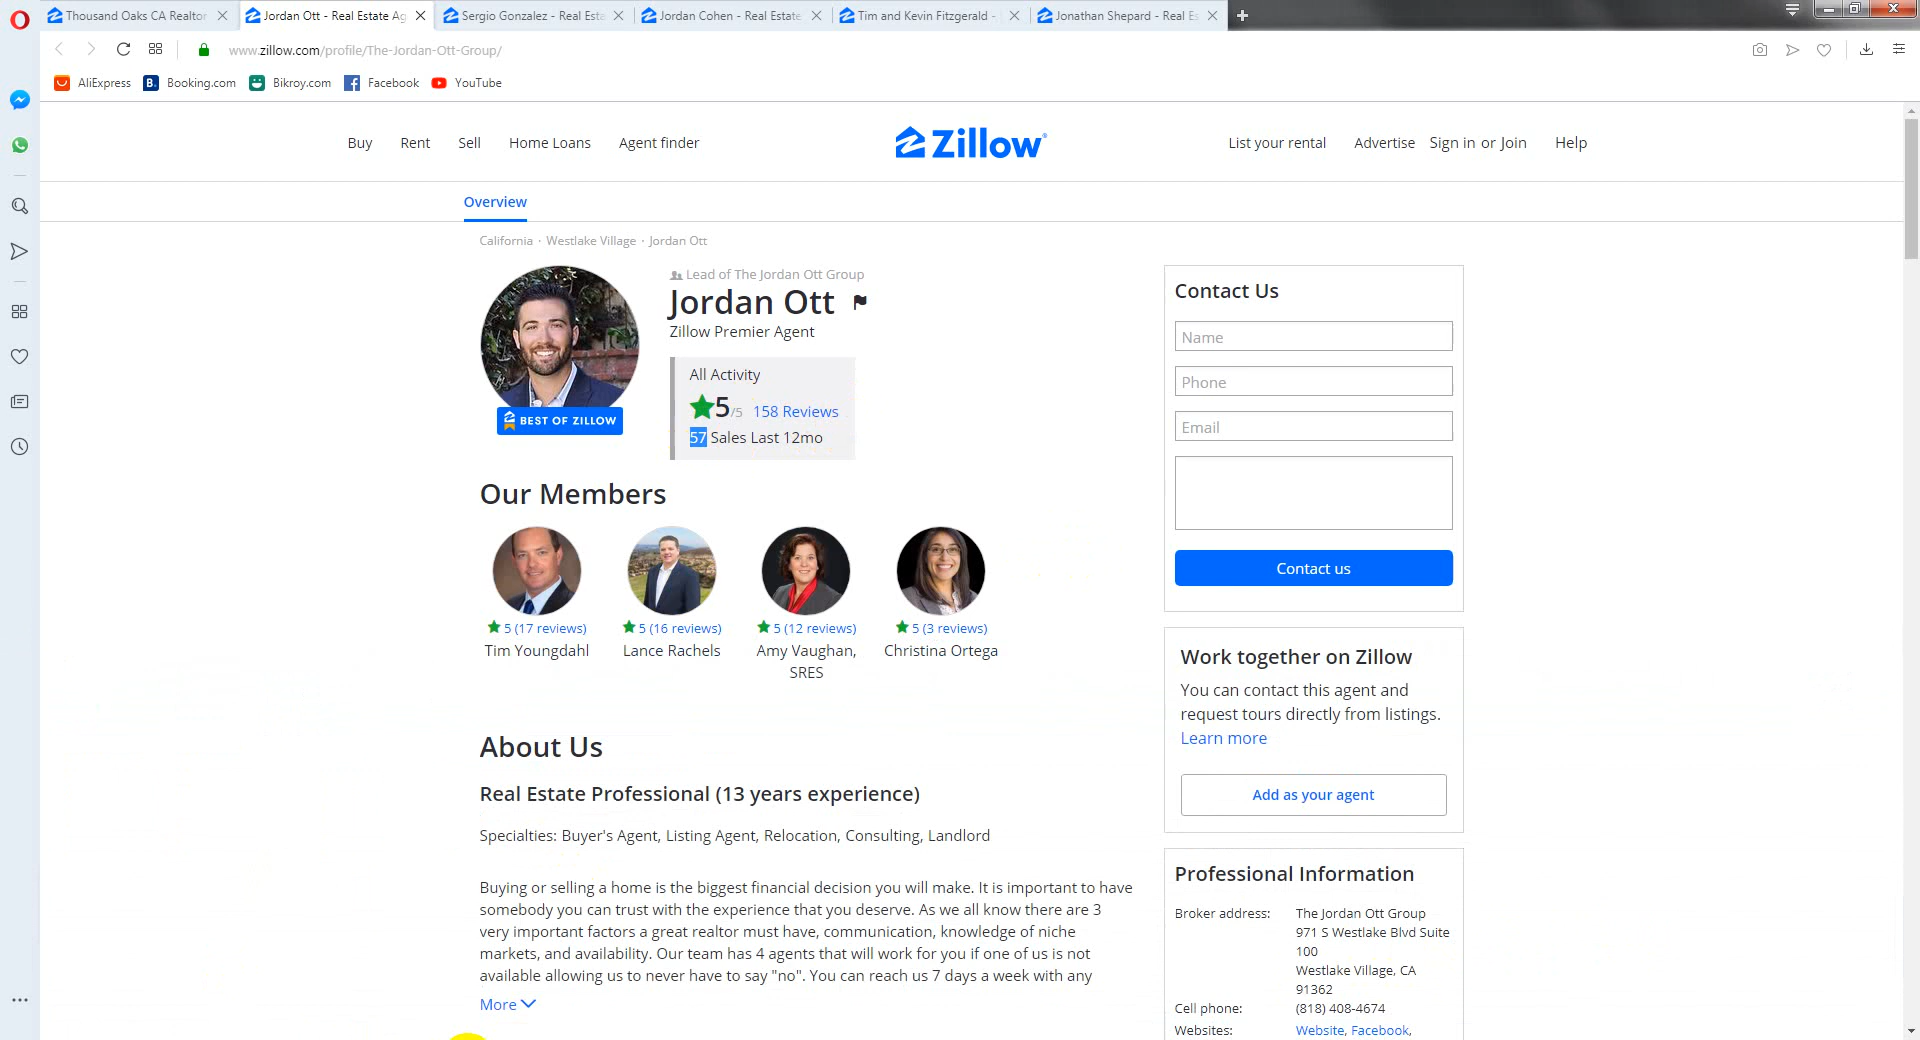 Thousand Oaks CA Realtor
Jordan Ott - Real Estate Ag
Sergio Gonzalez - Real Esta
Jordan Cohen - Real Estate
Tim and Kevin Fitzgerald -
Jonathan Shepard - Real Es
www.zillow.com/profile/The-Jordan-Ott-Group/
AliExpress
B.
Booking.com
Bikroy.com
Facebook
YouTube
Buy
Rent
Sell
Home Loans
Agent finder
Zillow
List your rental
Advertise
Sign in or Join
Help
Overview
California · Westlake Village · Jordan Ott
Lead of The Jordan Ott Group
Jordan Ott
Zillow Premier Agent
BEST OF ZILLOW
All Activity
5/5 158 Reviews
57 Sales Last 12mo
Our Members
5 (17 reviews)
Tim Youngdahl
5 (16 reviews)
Lance Rachels
5 (12 reviews)
Amy Vaughan,
SRES
5 (3 reviews)
Christina Ortega
About Us
Real Estate Professional (13 years experience)
Specialties: Buyer's Agent, Listing Agent, Relocation, Consulting, Landlord
Buying or selling a home is the biggest financial decision you will make. It is important to have
somebody you can trust with the experience that you deserve. As we all know there are 3
very important factors a great realtor must have, communication, knowledge of niche
markets, and availability. Our team has 4 agents that will work for you if one of us is not
available allowing us to never have to say "no". You can reach us 7 days a week with any
More
Contact Us
Name
Phone
Email
Contact us
Work together on Zillow
You can contact this agent and
request tours directly from listings.
Learn more
Add as your agent
Professional Information
Broker address: The Jordan Ott Group
971 S Westlake Blvd Suite
100
Westlake Village, CA
91362
Cell phone: (818) 408-4674
Websites: Website, Facebook,